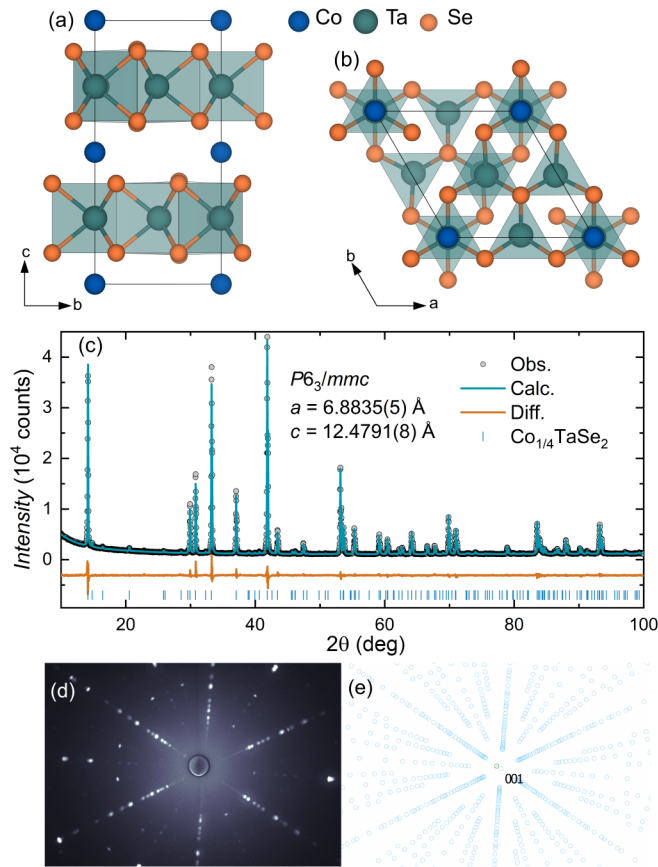 (a)
Co Ta Se
(b)
c
b
b
a
(c)
P6₃/mmc
a = 6.8835(5) Å
c = 12.4791(8) Å
Obs.
Calc.
Diff.
Co₁/₄TaSe₂
Intensity (10⁴ counts)
4
3
2
1
0
20 40 60 80 100
2θ (deg)
(d)
(e)
001